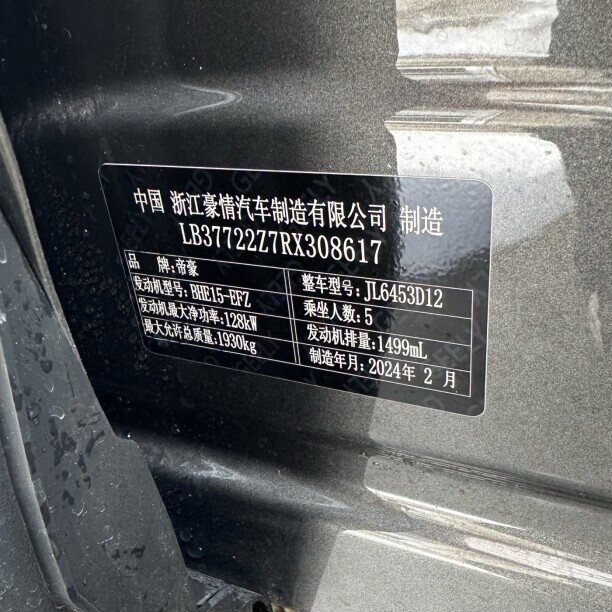 中国 浙江豪情汽车制造有限公司 制造
LB37722Z7RX308617
品 牌:帝豪 整车型号:JL6453D12
发动机型号:BHE15-EFZ 乘坐人数:5
发动机最大净功率:128kW 发动机排量:1499mL
最大允许总质量:1930kg 制造年月:2024年 2 月